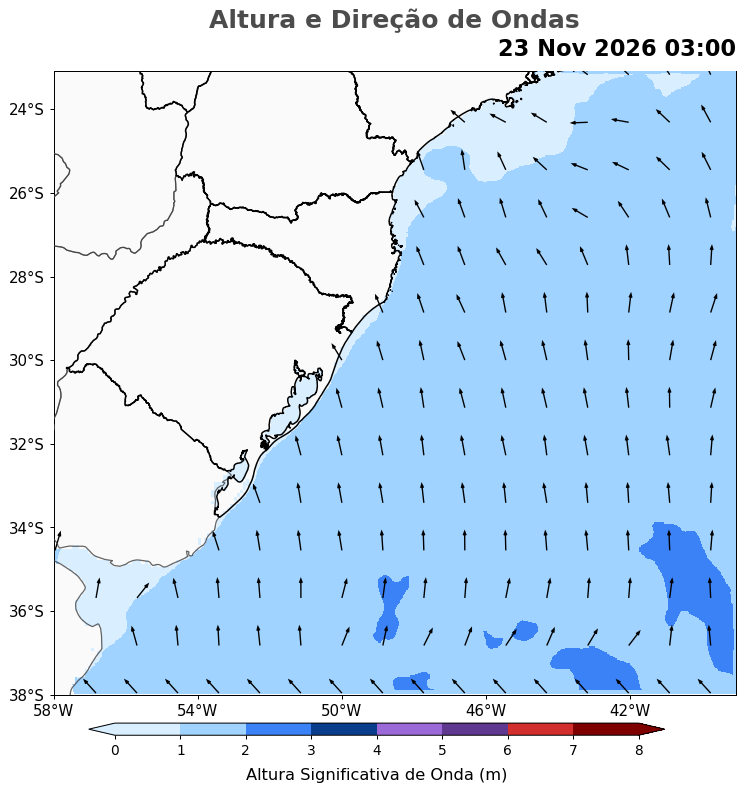 Altura e Direção de Ondas
23 Nov 2026 03:00
24°S
26°S
28°S
30°S
32°S
34°S
36°S
38°S
58°W 54°W 50°W 46°W 42°W
0 1 2 3 4 5 6 7 8
Altura Significativa de Onda (m)